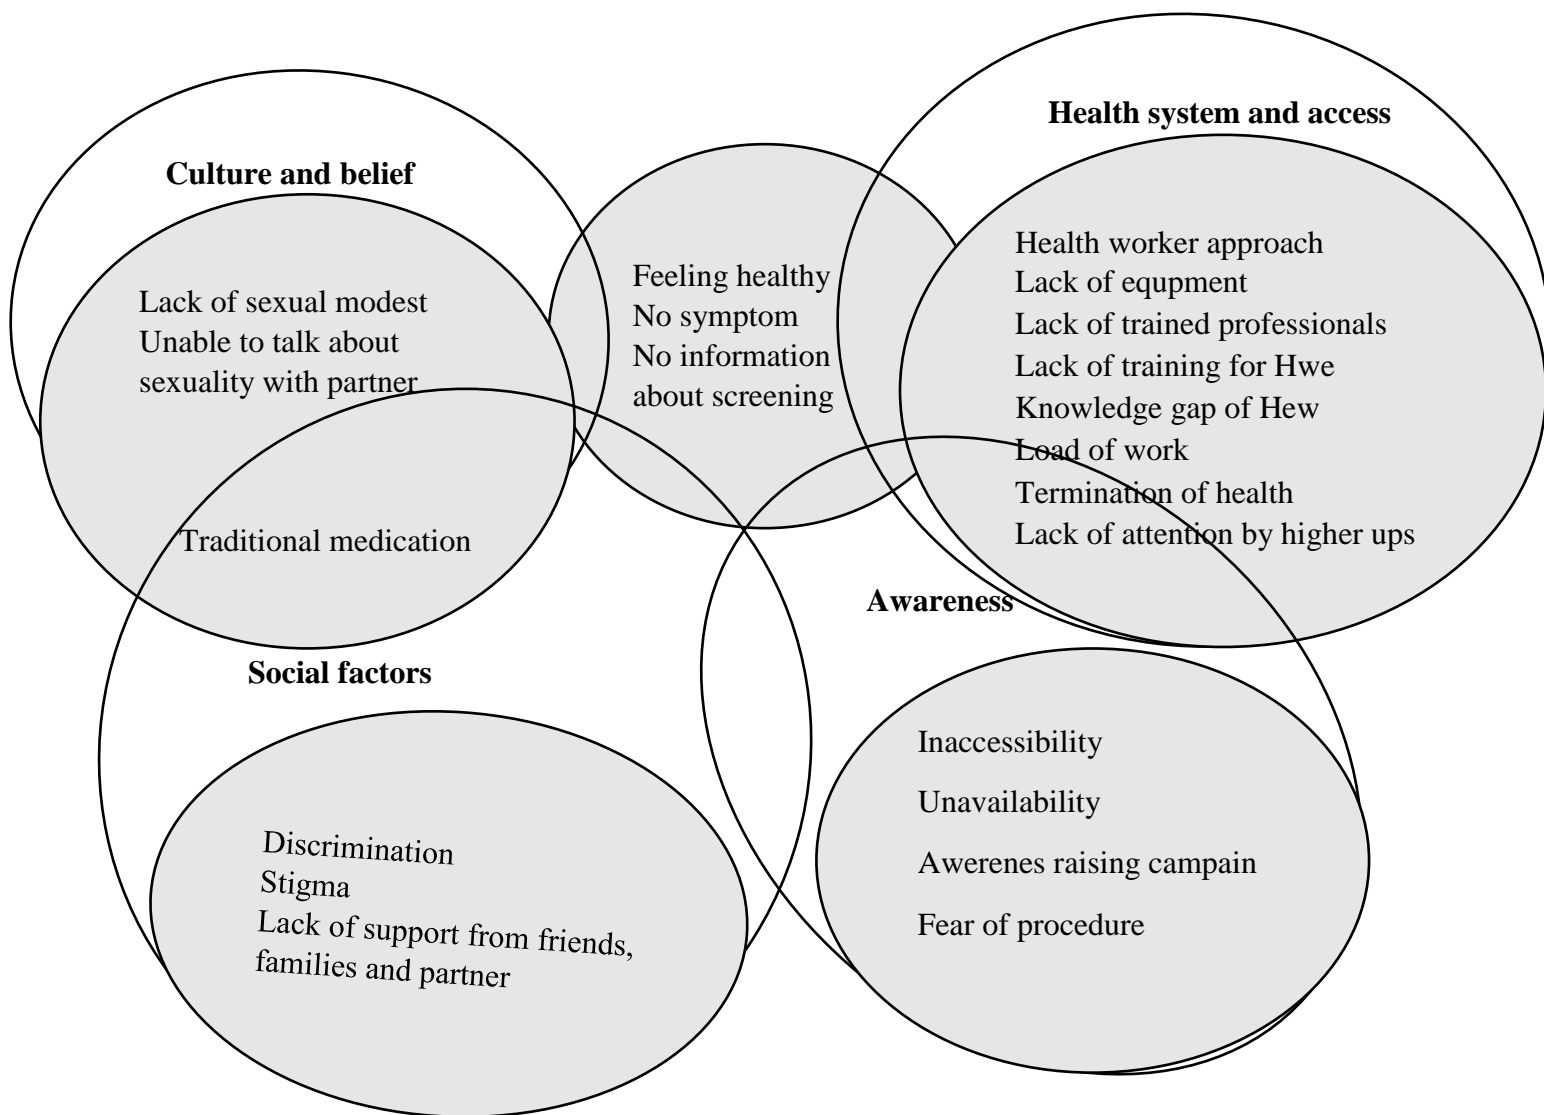 Culture and belief
Lack of sexual modest
Unable to talk about
sexuality with partner
Traditional medication
Feeling healthy
No symptom
No information
about screening
Health system and access
Health worker approach
Lack of equpment
Lack of trained professionals
Lack of training for Hwe
Knowledge gap of Hew
Load of work
Termination of health
Lack of attention by higher ups
Social factors
Discrimination
Stigma
Lack of support from friends,
families and partner
Awareness
Inaccessibility
Unavailability
Awerenes raising campain
Fear of procedure